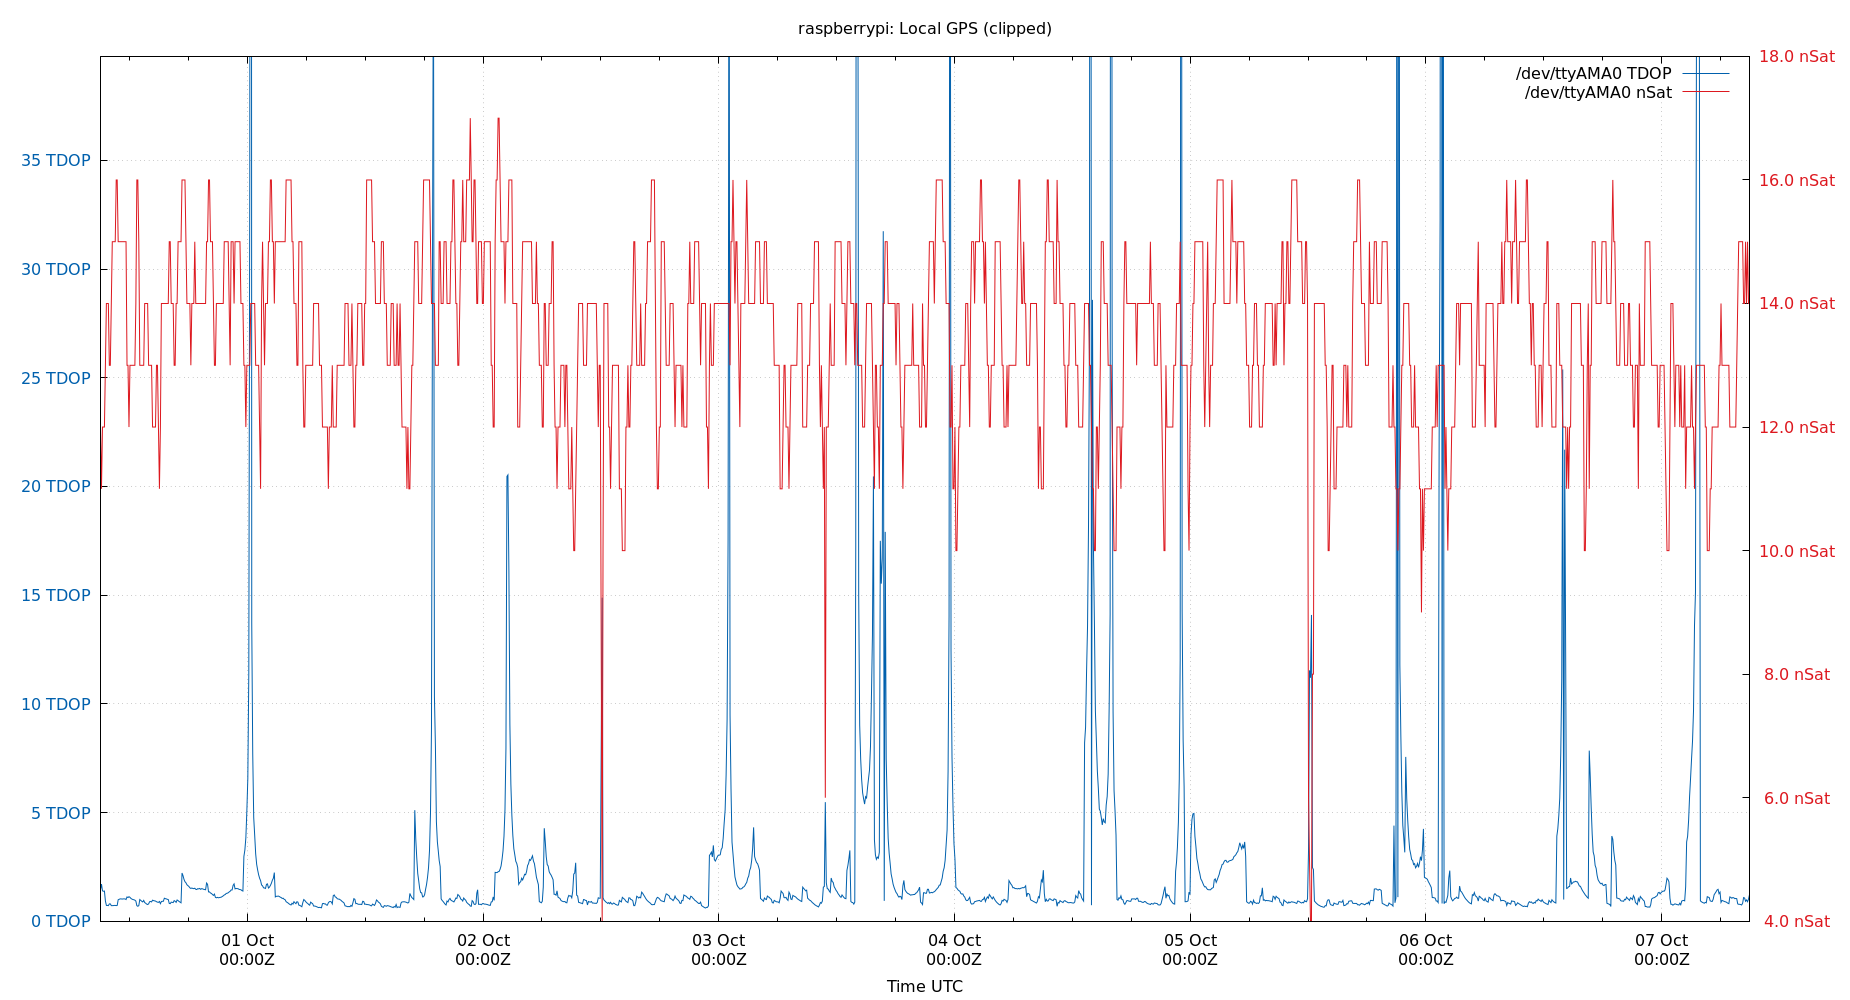 raspberrypi: Local GPS (clipped)
18.0 nSat
/dev/ttyAMA0 TDOP
/dev/ttyAMA0 nSat
35 TDOP
16.0 nSat
30 TDOP
14.0 nSat
25 TDOP
12.0 nSat
20 TDOP
10.0 nSat
15 TDOP
8.0 nSat
10 TDOP
6.0 nSat
5 TDOP
0 TDOP
4.0 nSat
01 Oct 02 Oct 03 Oct 04 Oct 05 Oct 06 Oct 07 Oct
00:00Z 00:00Z 00:00Z 00:00Z 00:00Z 00:00Z 00:00Z
Time UTC